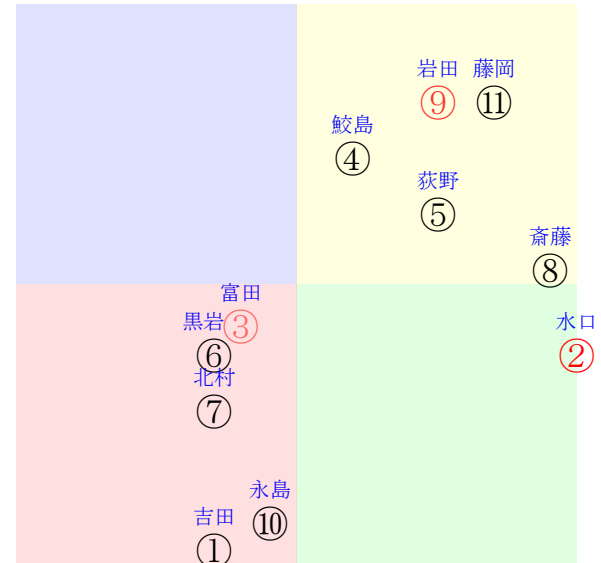 岩田 藤岡
⑨ ⑪
鮫島
④
荻野
⑤
斎藤
⑧
富田
③
黒岩
⑥
水口
②
北村
⑦
永島
⑩
吉田
①